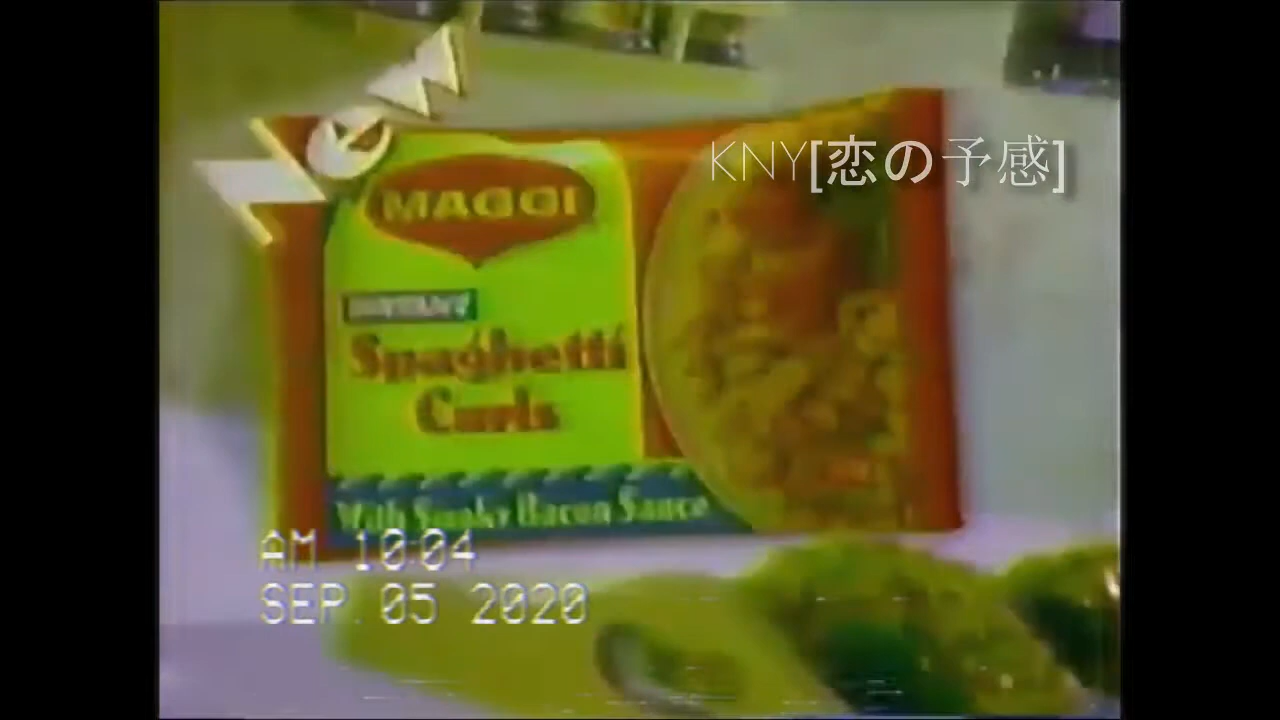 New
KNY[恋の予感]
MAGGI
INSTANT
Spaghetti
Curls
With Smoky Bacon Sauce
AM 10:04
SEP. 05 2020